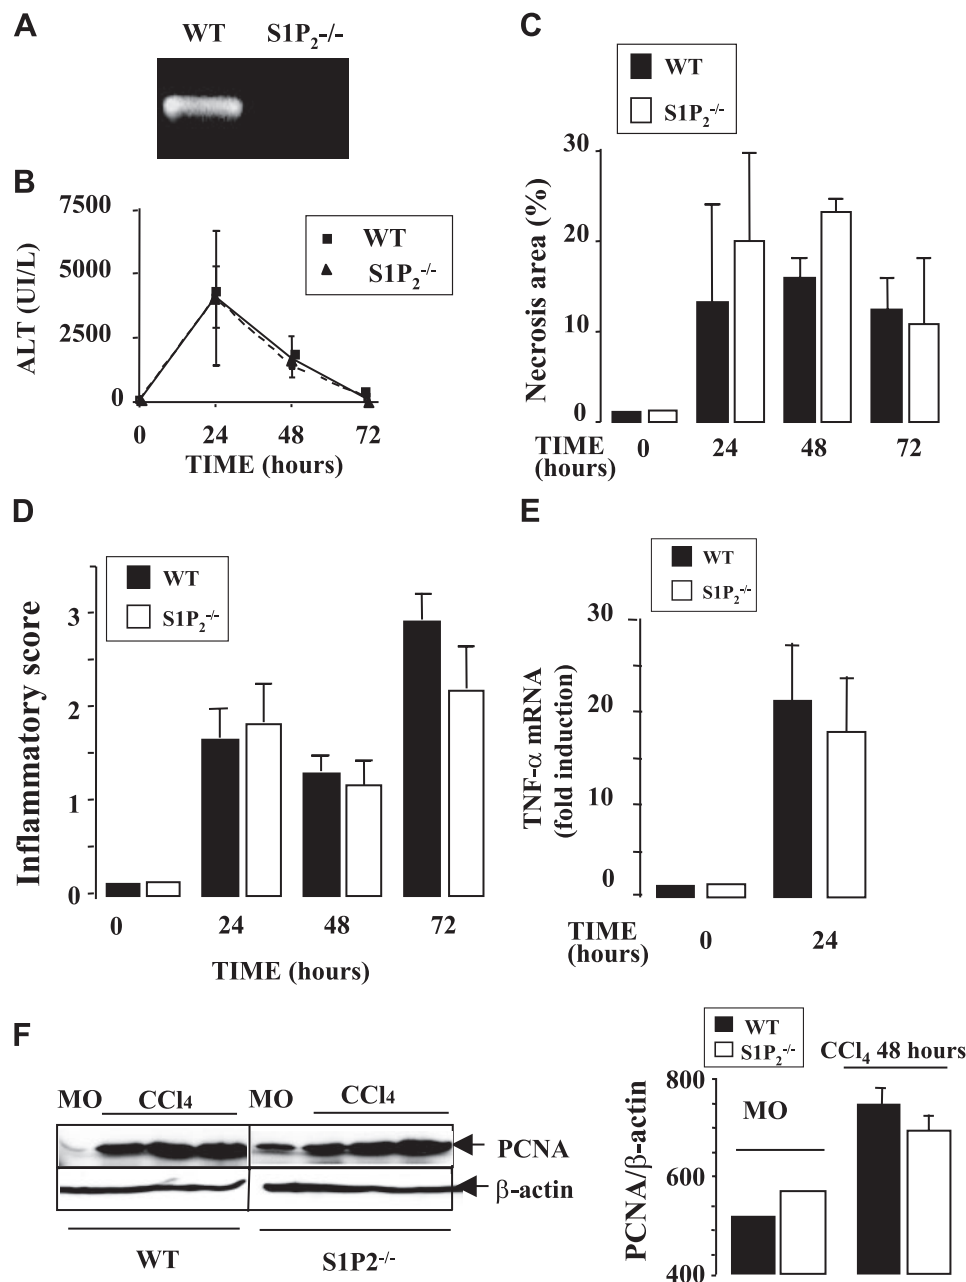 A
WT S1P2-/-
B
7500
5000
2500
0
ALT (UI/L)
WT
S1P2-/-
0 24 48 72
TIME (hours)
C
WT
S1P2-/-
30
20
10
0
Necrosis area (%)
TIME
(hours)
0 24 48 72
D
WT
S1P2-/-
3
2
1
0
Inflammatory score
0 24 48 72
TIME (hours)
E
WT
S1P2-/-
30
20
10
0
TNF-α mRNA
(fold induction)
TIME
(hours)
0 24
F
MO CCl4 MO CCl4
PCNA
β-actin
WT S1P2-/-
WT
S1P2-/-
CCl4 48 hours
MO
800
600
400
PCNA/β-actin